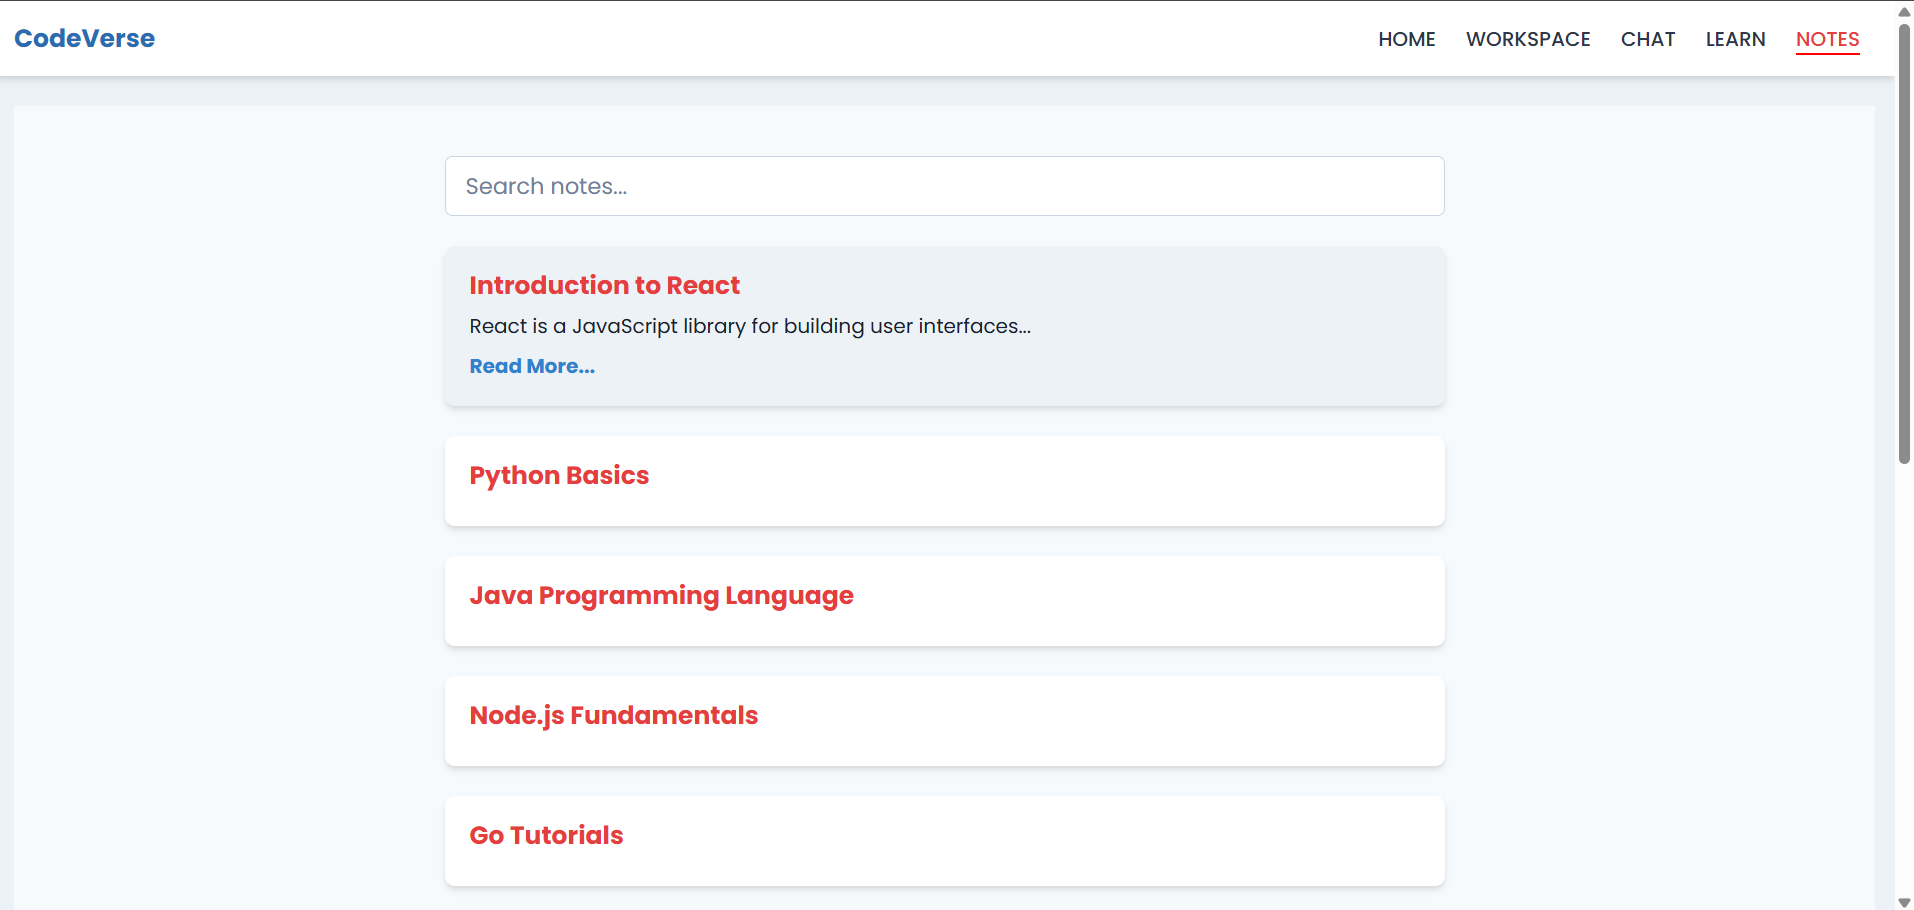 CodeVerse
HOME WORKSPACE CHAT LEARN NOTES
Search notes...
Introduction to React
React is a JavaScript library for building user interfaces...
Read More...
Python Basics
Java Programming Language
Node.js Fundamentals
Go Tutorials